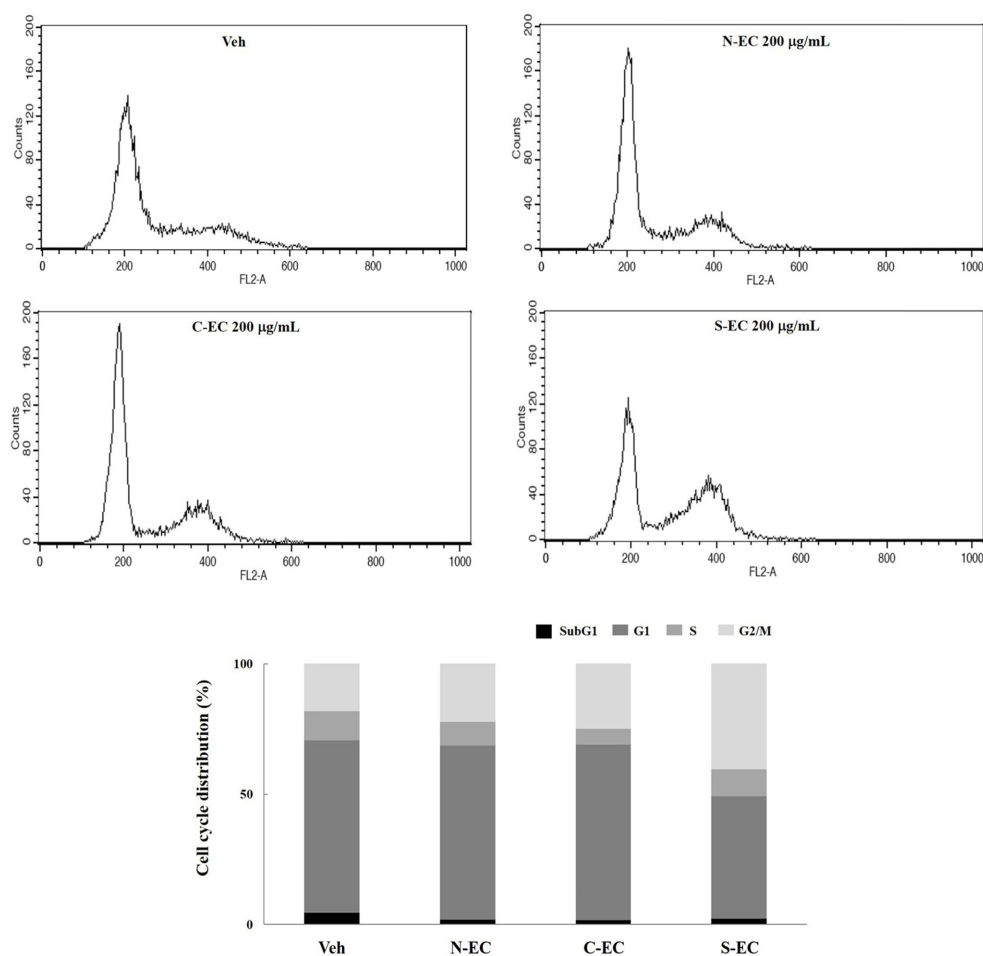 Veh
200
160
120
80
40
0
Counts
0 200 400 600 800 1000
FL2-A
N-EC 200 μg/mL
200
160
120
80
40
0
Counts
0 200 400 600 800 1000
FL2-A
C-EC 200 μg/mL
200
160
120
80
40
0
Counts
0 200 400 600 800 1000
FL2-A
S-EC 200 μg/mL
200
160
120
80
40
0
Counts
0 200 400 600 800 1000
FL2-A
SubG1 G1 S G2/M
Cell cycle distribution (%)
100
50
0
Veh N-EC C-EC S-EC